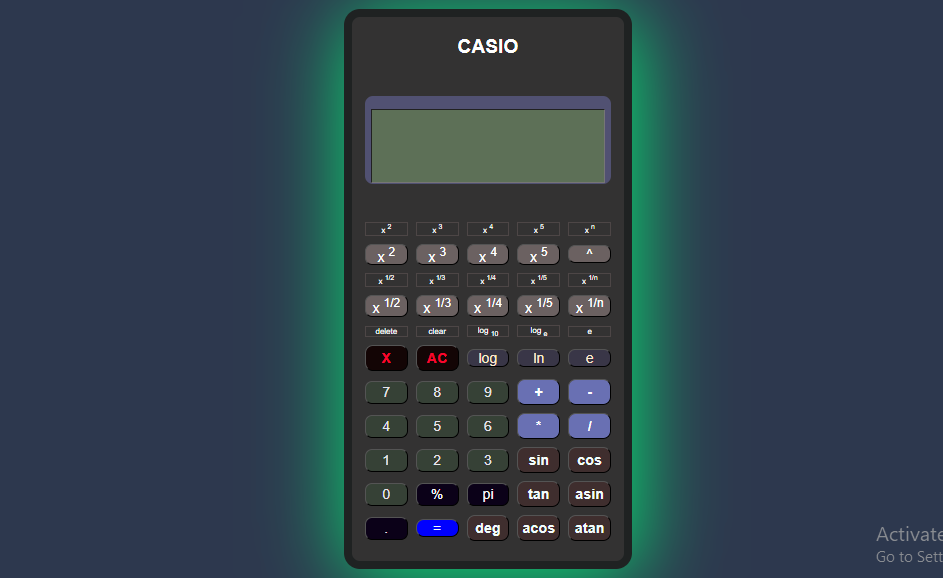 CASIO
x 2 x 3 x 4 x 5 x n
x 2 x 3 x 4 x 5 ^
x 1/2 x 1/3 x 1/4 x 1/5 x 1/n
x 1/2 x 1/3 x 1/4 x 1/5 x 1/n
delete clear log 10 log e e
X AC log ln e
7 8 9 + -
4 5 6 * /
1 2 3 sin cos
0 % pi tan asin
. = deg acos atan
Activate
Go to Sett